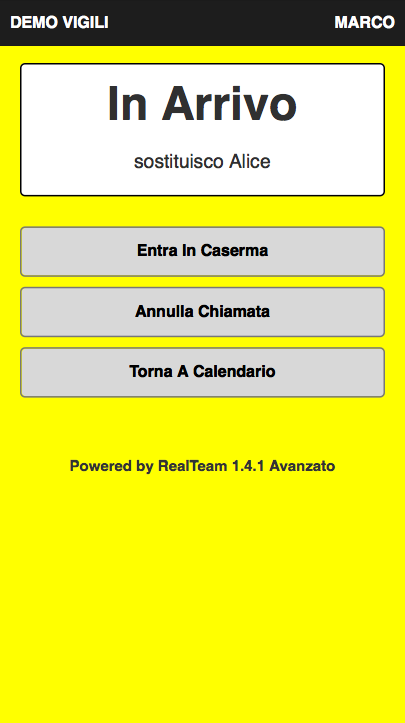 DEMO VIGILI MARCO
In Arrivo
sostituisco Alice
Entra In Caserma
Annulla Chiamata
Torna A Calendario
Powered by RealTeam 1.4.1 Avanzato